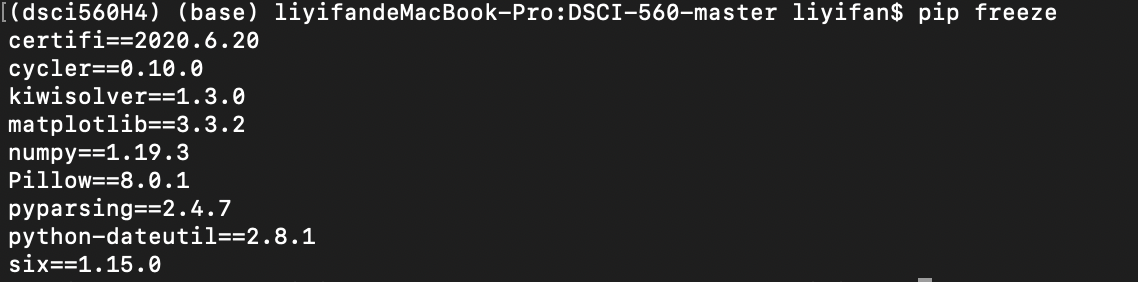 [(dsci560H4) (base) liyifandeMacBook-Pro:DSCI-560-master liyifan$ pip freeze
certifi==2020.6.20
cycler==0.10.0
kiwisolver==1.3.0
matplotlib==3.3.2
numpy==1.19.3
Pillow==8.0.1
pyparsing==2.4.7
python-dateutil==2.8.1
six==1.15.0